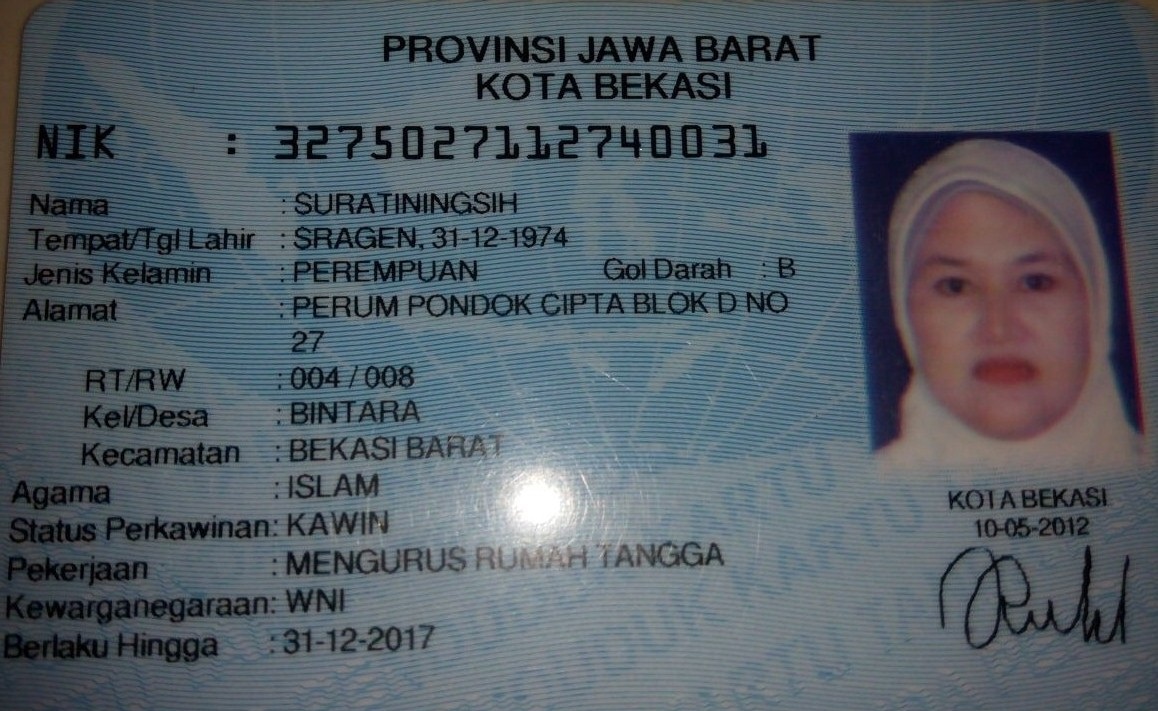 PROVINSI JAWA BARAT
KOTA BEKASI
NIK : 3275027112740031
Nama : SURATININGSIH
Tempat/Tgl Lahir : SRAGEN, 31-12-1974
Jenis Kelamin : PEREMPUAN Gol Darah : B
Alamat : PERUM PONDOK CIPTA BLOK D NO
27
RT/RW : 004 / 008
Kel/Desa : BINTARA
Kecamatan : BEKASI BARAT
Agama : ISLAM
Status Perkawinan: KAWIN
Pekerjaan : MENGURUS RUMAH TANGGA
Kewarganegaraan: WNI
Berlaku Hingga : 31-12-2017
KOTA BEKASI
10-05-2012